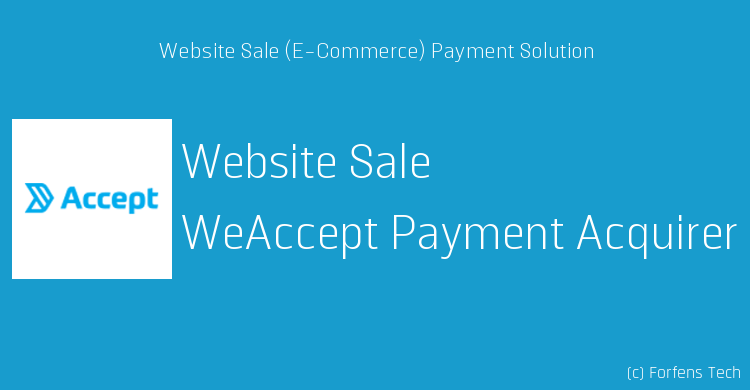 Website Sale (E-Commerce) Payment Solution
Accept
Website Sale
WeAccept Payment Acquirer
(c) Forfens Tech